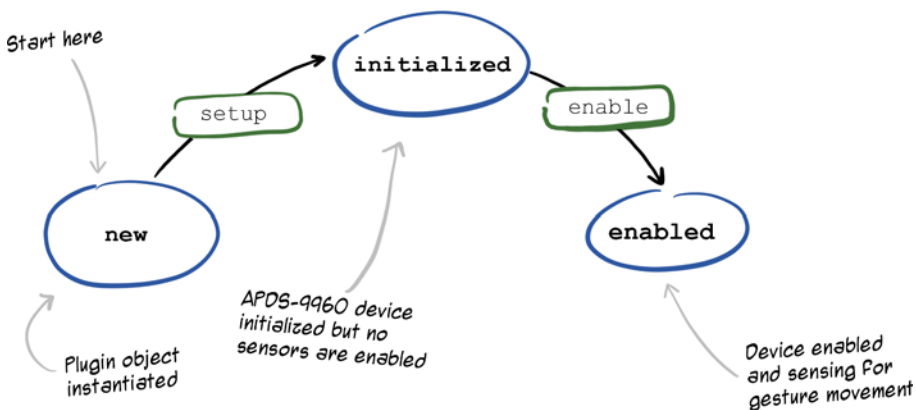 Start here
setup
initialized
enable
new
enabled
Plugin object
instantiated
APDS-9960 device
initialized but no
sensors are enabled
Device enabled
and sensing for
gesture movement